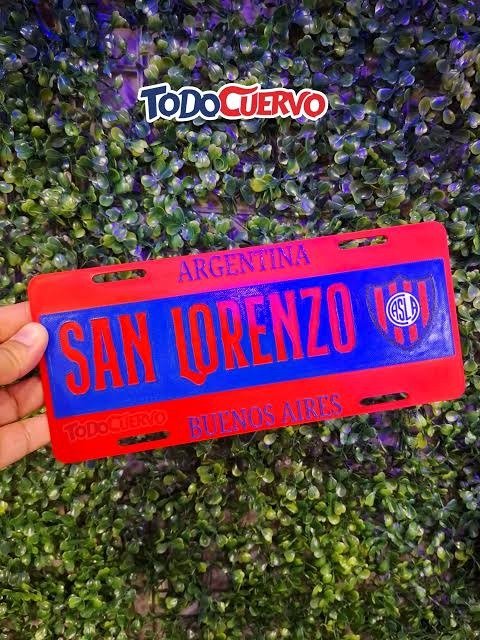 TODOCUERVO
ARGENTINA
SAN LORENZO
CASLA
TODOCUERVO
BUENOS AIRES